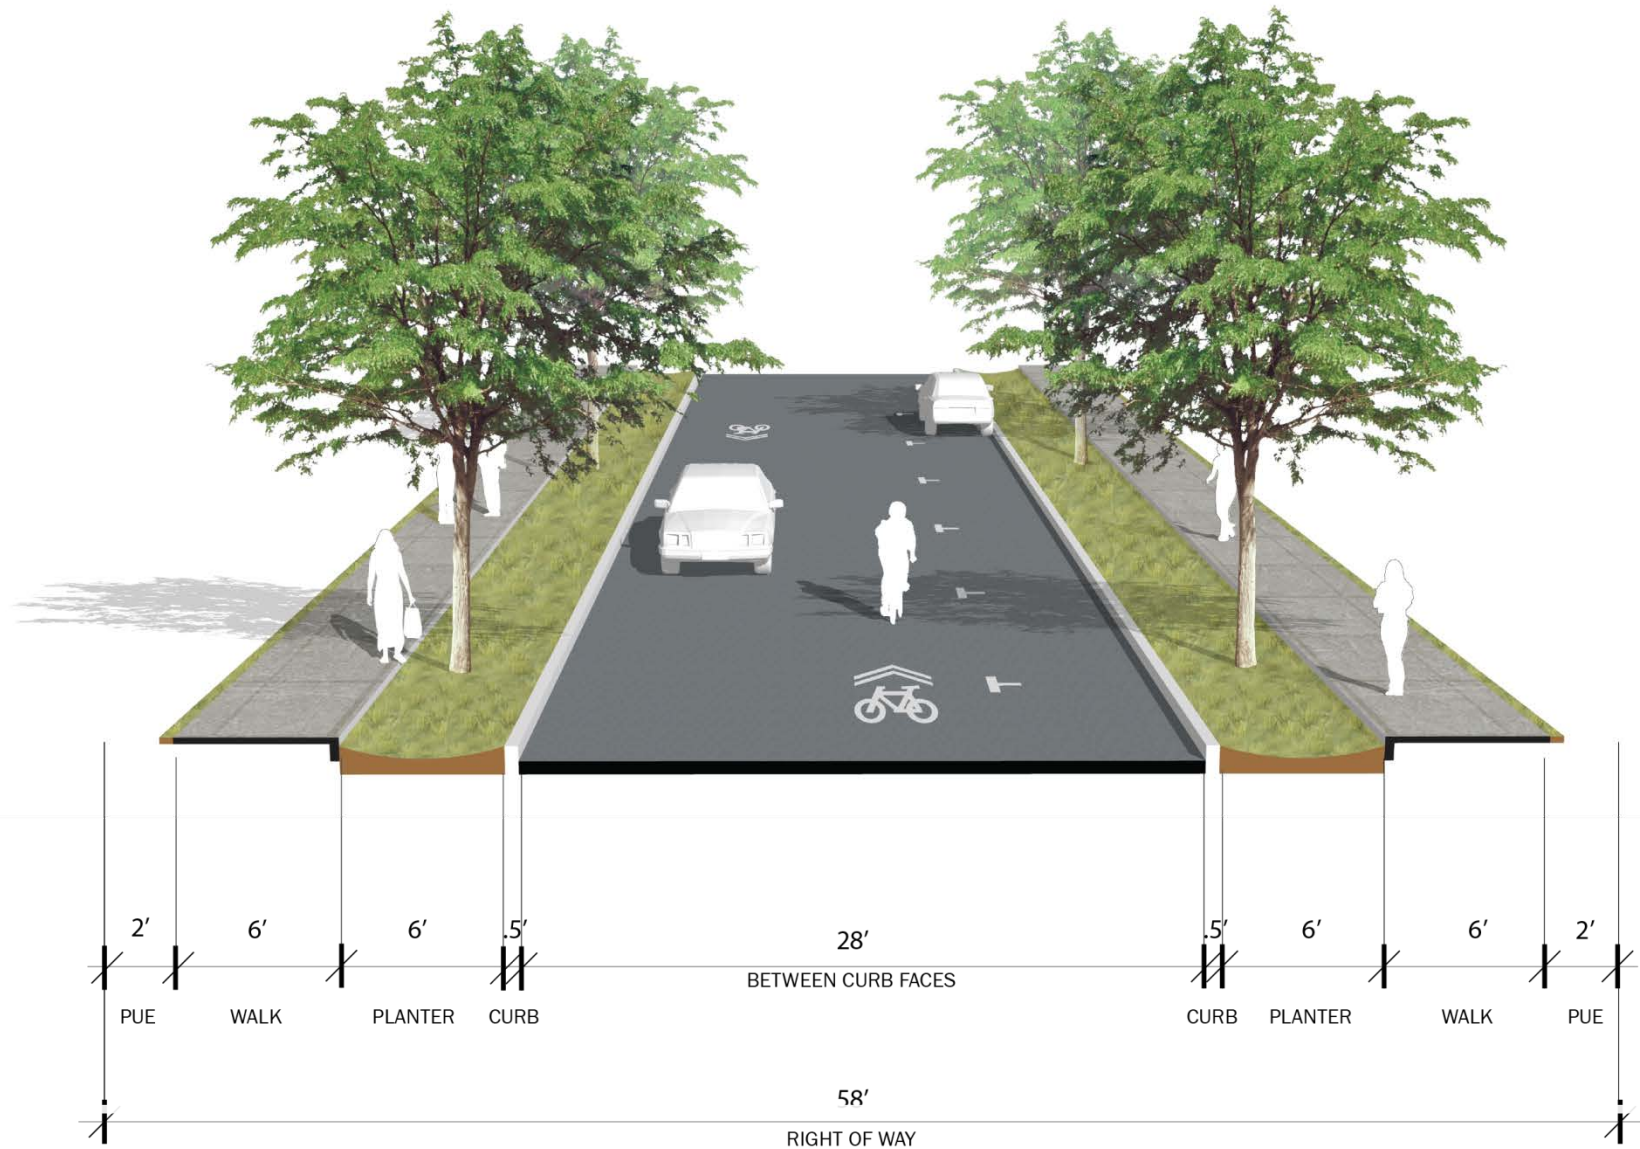 2′ 6′ 6′ .5′ 28′ .5′ 6′ 6′ 2′
BETWEEN CURB FACES
PUE WALK PLANTER CURB CURB PLANTER WALK PUE
58′
RIGHT OF WAY